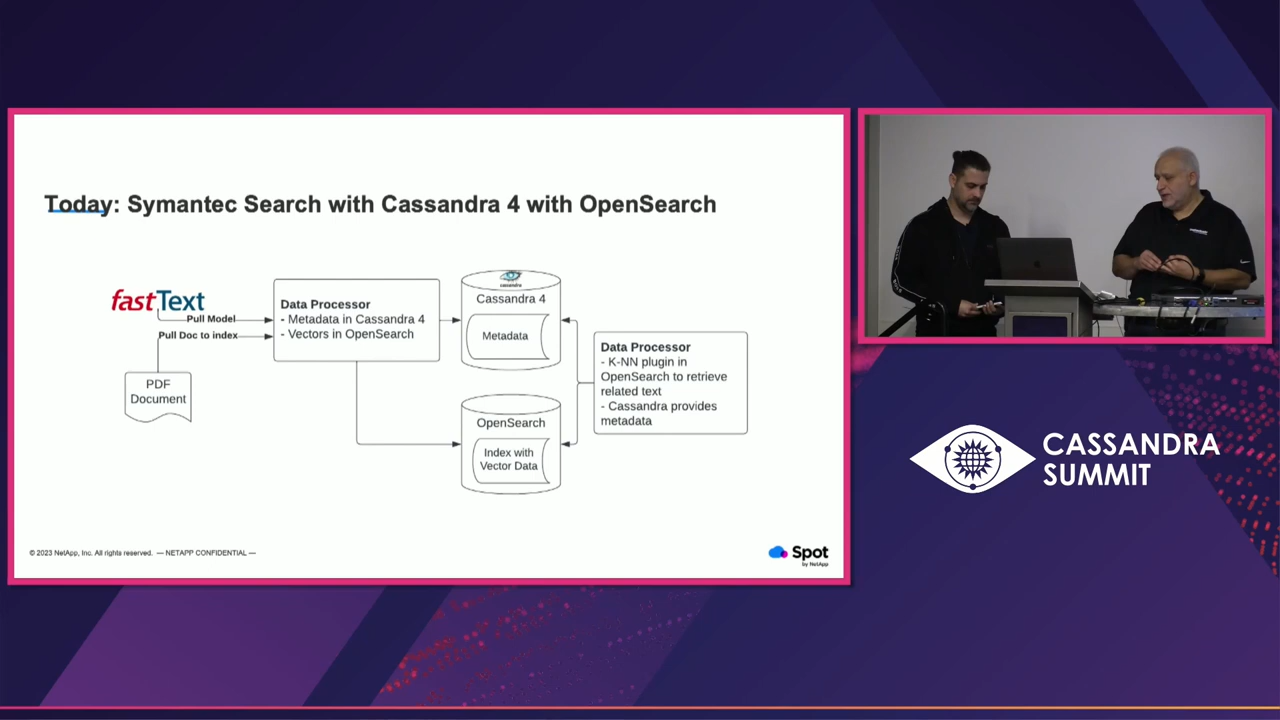 Today: Symantec Search with Cassandra 4 with OpenSearch
fastText
Pull Model
Pull Doc to index
PDF
Document
Data Processor
- Metadata in Cassandra 4
- Vectors in OpenSearch
cassandra
Cassandra 4
Metadata
OpenSearch
Index with
Vector Data
Data Processor
- K-NN plugin in
OpenSearch to retrieve
related text
- Cassandra provides
metadata
© 2023 NetApp, Inc. All rights reserved. — NETAPP CONFIDENTIAL —
Spot
by NetApp
CASSANDRA
SUMMIT